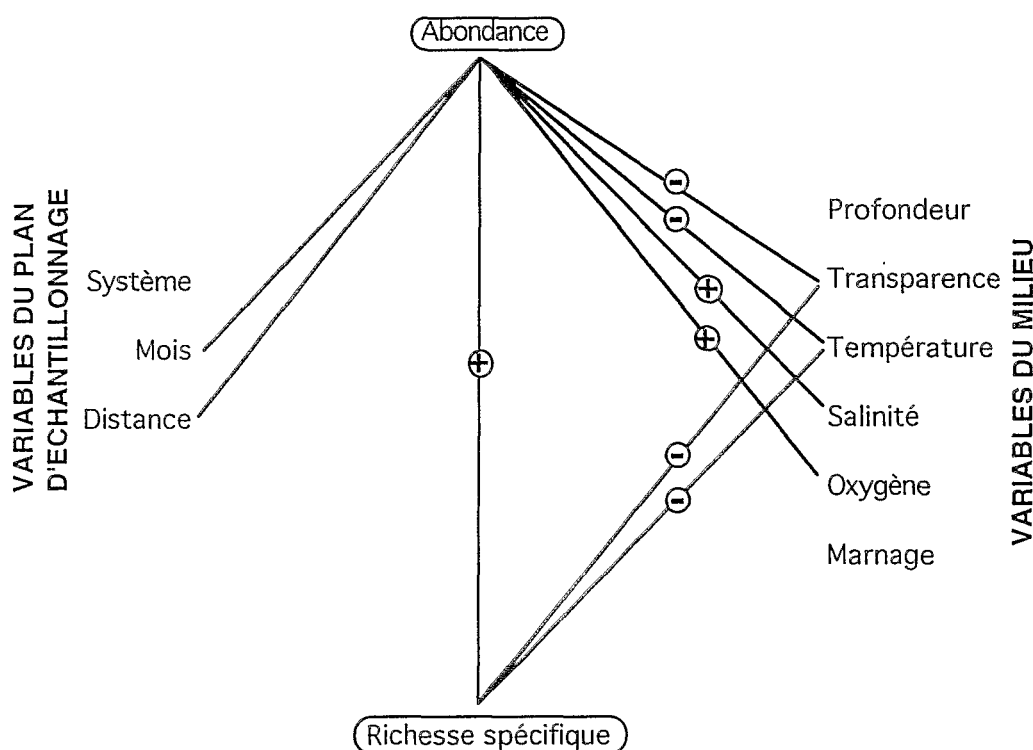 Abondance
VARIABLES DU PLAN
D'ECHANTILLONNAGE
Système
Mois
Distance
Profondeur
Transparence
Température
Salinité
Oxygène
Marnage
VARIABLES DU MILIEU
-
-
+
+
+
-
-
Richesse spécifique